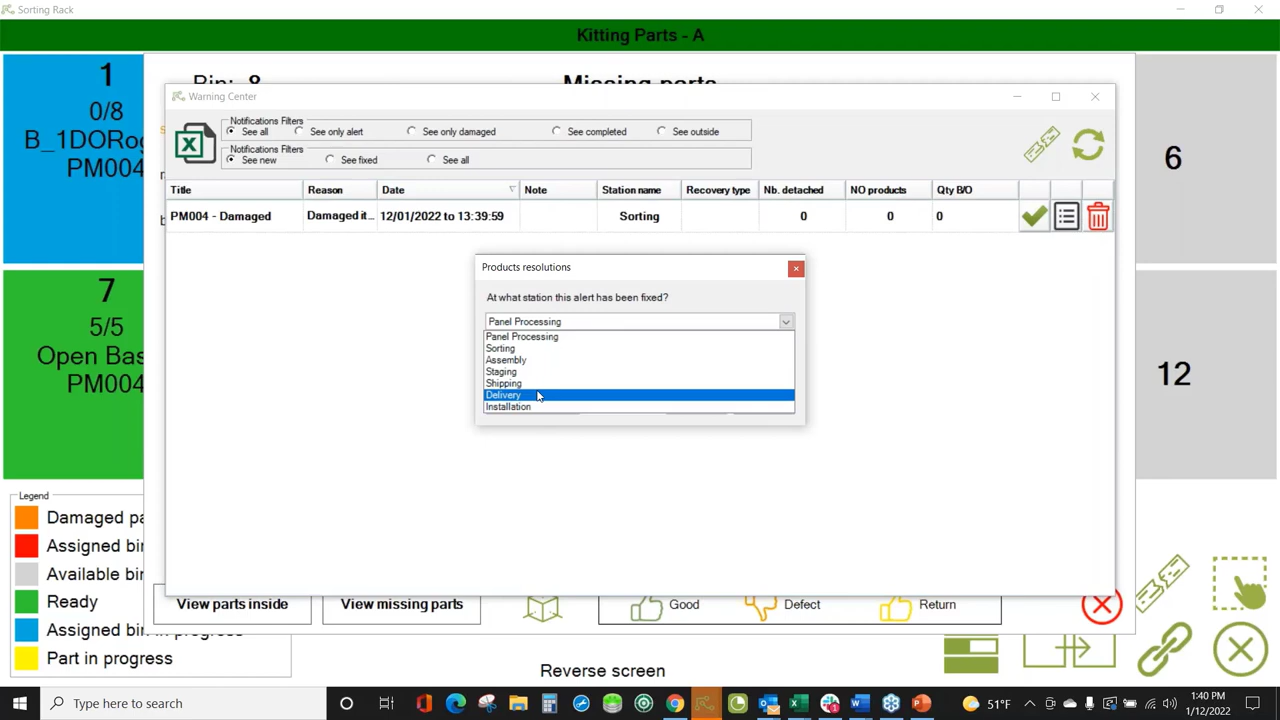 Sorting Rack
Kitting Parts - A
1
0/8
B_1DORog
PM004
7
5/5
Open Bas
PM004
6
12
Bin: 8
Missing parts
Warning Center
Notifications Filters
See all
See only alert
See only damaged
See completed
See outside
Notifications Filters
See new
See fixed
See all
Title
Reason
Date
Note
Station name
Recovery type
Nb. detached
NO products
Qty B/O
PM004 - Damaged
Damaged it...
12/01/2022 to 13:39:59
Sorting
0
0
0
Products resolutions
At what station this alert has been fixed?
Panel Processing
Panel Processing
Sorting
Assembly
Staging
Shipping
Delivery
Installation
Legend
Damaged pa
Assigned bin
Available bin
Ready
Assigned bin in progress
Part in progress
View parts inside
View missing parts
Good
Defect
Return
Reverse screen
Type here to search
51°F
1:40 PM
1/12/2022